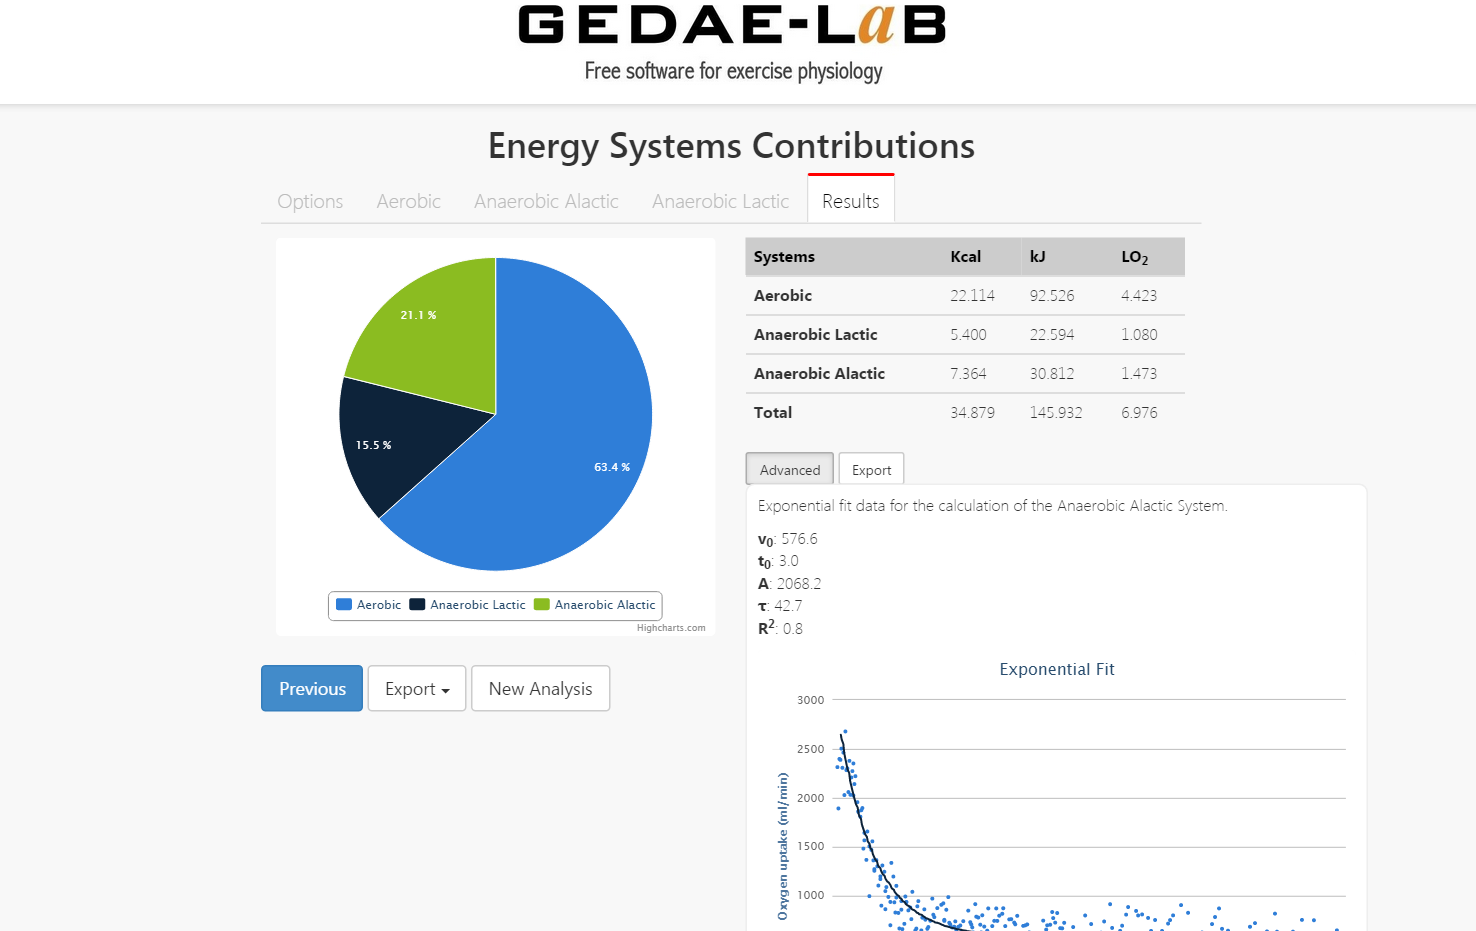 GEDAE-LaB
Free software for exercise physiology
Energy Systems Contributions
Options Aerobic Anaerobic Alactic Anaerobic Lactic Results
21.1 %
15.5 %
63.4 %
Aerobic Anaerobic Lactic Anaerobic Alactic
Highcharts.com
Previous Export New Analysis
Systems Kcal kJ LO2
Aerobic 22.114 92.526 4.423
Anaerobic Lactic 5.400 22.594 1.080
Anaerobic Alactic 7.364 30.812 1.473
Total 34.879 145.932 6.976
Advanced Export
Exponential fit data for the calculation of the Anaerobic Alactic System.
v0: 576.6
t0: 3.0
A: 2068.2
τ: 42.7
R2: 0.8
Exponential Fit
Oxygen uptake (ml/min)
3000
2500
2000
1500
1000